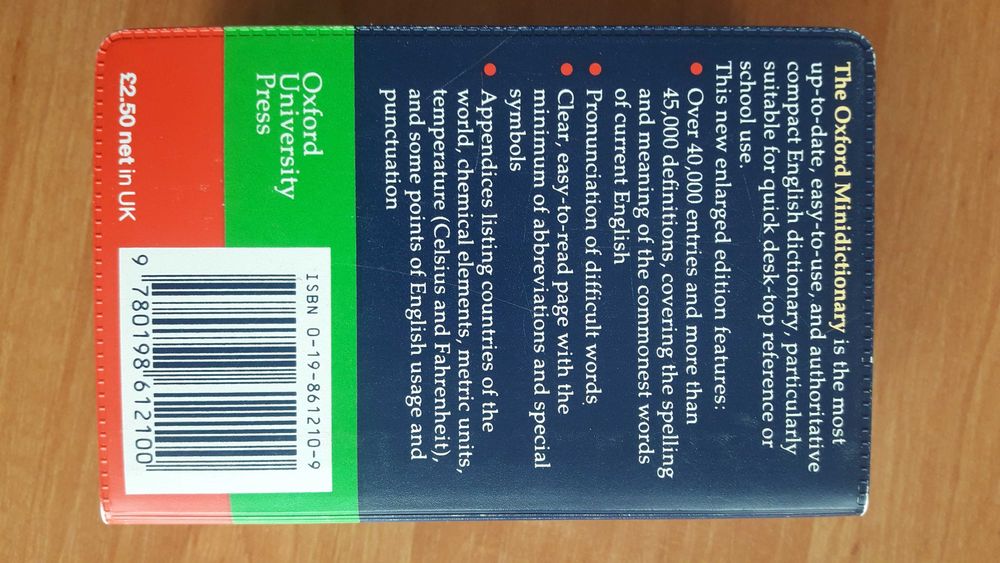 The Oxford Minidictionary is the most
up-to-date, easy-to-use, and authoritative
compact English dictionary, particularly
suitable for quick desk-top reference or
school use.
This new enlarged edition features:
• Over 40,000 entries and more than
45,000 definitions, covering the spelling
and meaning of the commonest words
of current English
• Pronunciation of difficult words
• Clear, easy-to-read page with the
minimum of abbreviations and special
symbols
• Appendices listing countries of the
world, chemical elements, metric units,
temperature (Celsius and Fahrenheit),
and some points of English usage and
punctuation
Oxford
University
Press
ISBN 0-19-861210-9
9 780198 612100
£2.50 net in UK